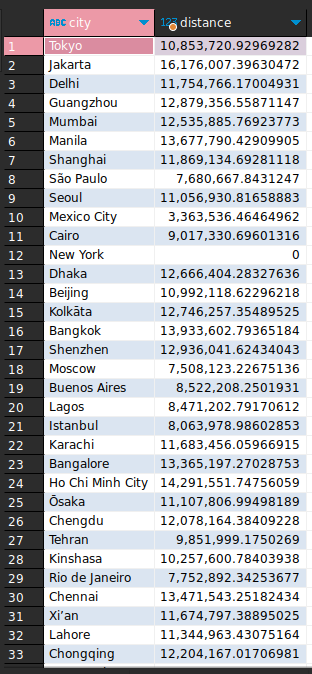 ABC city 123 distance
1 Tokyo 10,853,720.92969282
2 Jakarta 16,176,007.39630472
3 Delhi 11,754,766.17004931
4 Guangzhou 12,879,356.55871147
5 Mumbai 12,535,885.76923773
6 Manila 13,677,790.42909905
7 Shanghai 11,869,134.69281118
8 São Paulo 7,680,667.8431247
9 Seoul 11,056,930.81658883
10 Mexico City 3,363,536.46464962
11 Cairo 9,017,330.69601316
12 New York 0
13 Dhaka 12,666,404.28327636
14 Beijing 10,992,118.62296218
15 Kolkāta 12,746,257.35489525
16 Bangkok 13,933,602.79365184
17 Shenzhen 12,936,041.62434043
18 Moscow 7,508,123.22675136
19 Buenos Aires 8,522,208.2501931
20 Lagos 8,471,202.79170612
21 Istanbul 8,063,978.98602853
22 Karachi 11,683,456.05966915
23 Bangalore 13,365,197.27028753
24 Ho Chi Minh City 14,291,551.74756059
25 Ōsaka 11,107,806.99498189
26 Chengdu 12,078,164.38409228
27 Tehran 9,851,999.1750269
28 Kinshasa 10,257,600.78403938
29 Rio de Janeiro 7,752,892.34253677
30 Chennai 13,471,543.25182434
31 Xi’an 11,674,797.38895025
32 Lahore 11,344,963.43075164
33 Chongqing 12,204,167.01706981